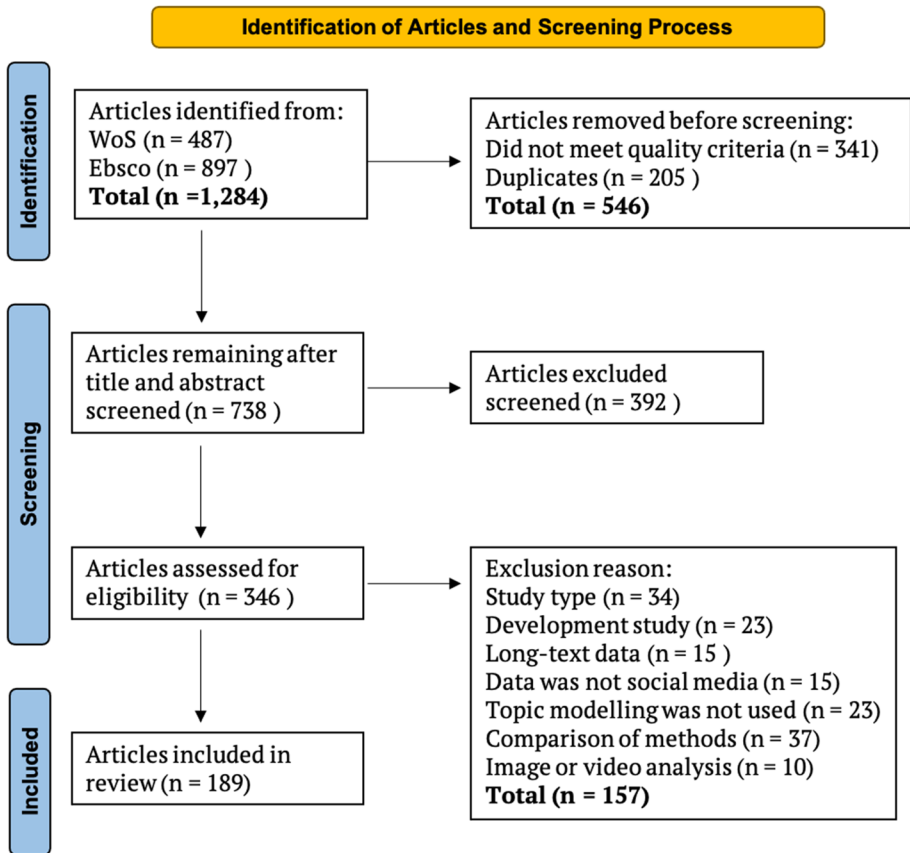 Identification of Articles and Screening Process
Identification
Articles identified from:
WoS (n = 487)
Ebsco (n = 897 )
Total (n =1,284)
Articles removed before screening:
Did not meet quality criteria (n = 341)
Duplicates (n = 205 )
Total (n = 546)
Screening
Articles remaining after
title and abstract
screened (n = 738 )
Articles excluded
screened (n = 392 )
Articles assessed for
eligibility (n = 346 )
Exclusion reason:
Study type (n = 34)
Development study (n = 23)
Long-text data (n = 15 )
Data was not social media (n = 15)
Topic modelling was not used (n = 23)
Comparison of methods (n = 37)
Image or video analysis (n = 10)
Total (n = 157)
Included
Articles included in
review (n = 189)